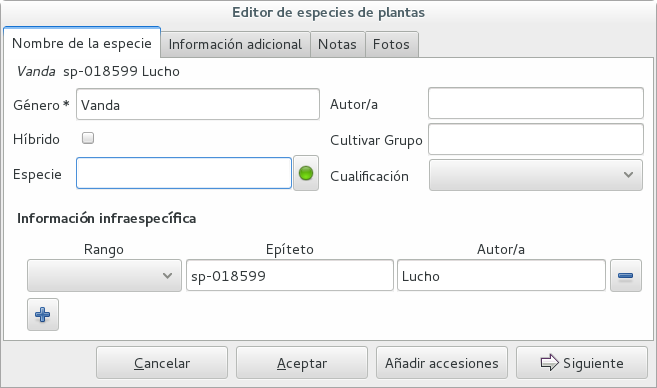 Editor de especies de plantas
Nombre de la especie Información adicional Notas Fotos
Vanda sp-018599 Lucho
Género * Vanda Autor/a
Híbrido Cultivar Grupo
Especie Cualificación
Información infraespecífica
Rango Epíteto Autor/a
sp-018599 Lucho
Cancelar Aceptar Añadir accesiones Siguiente